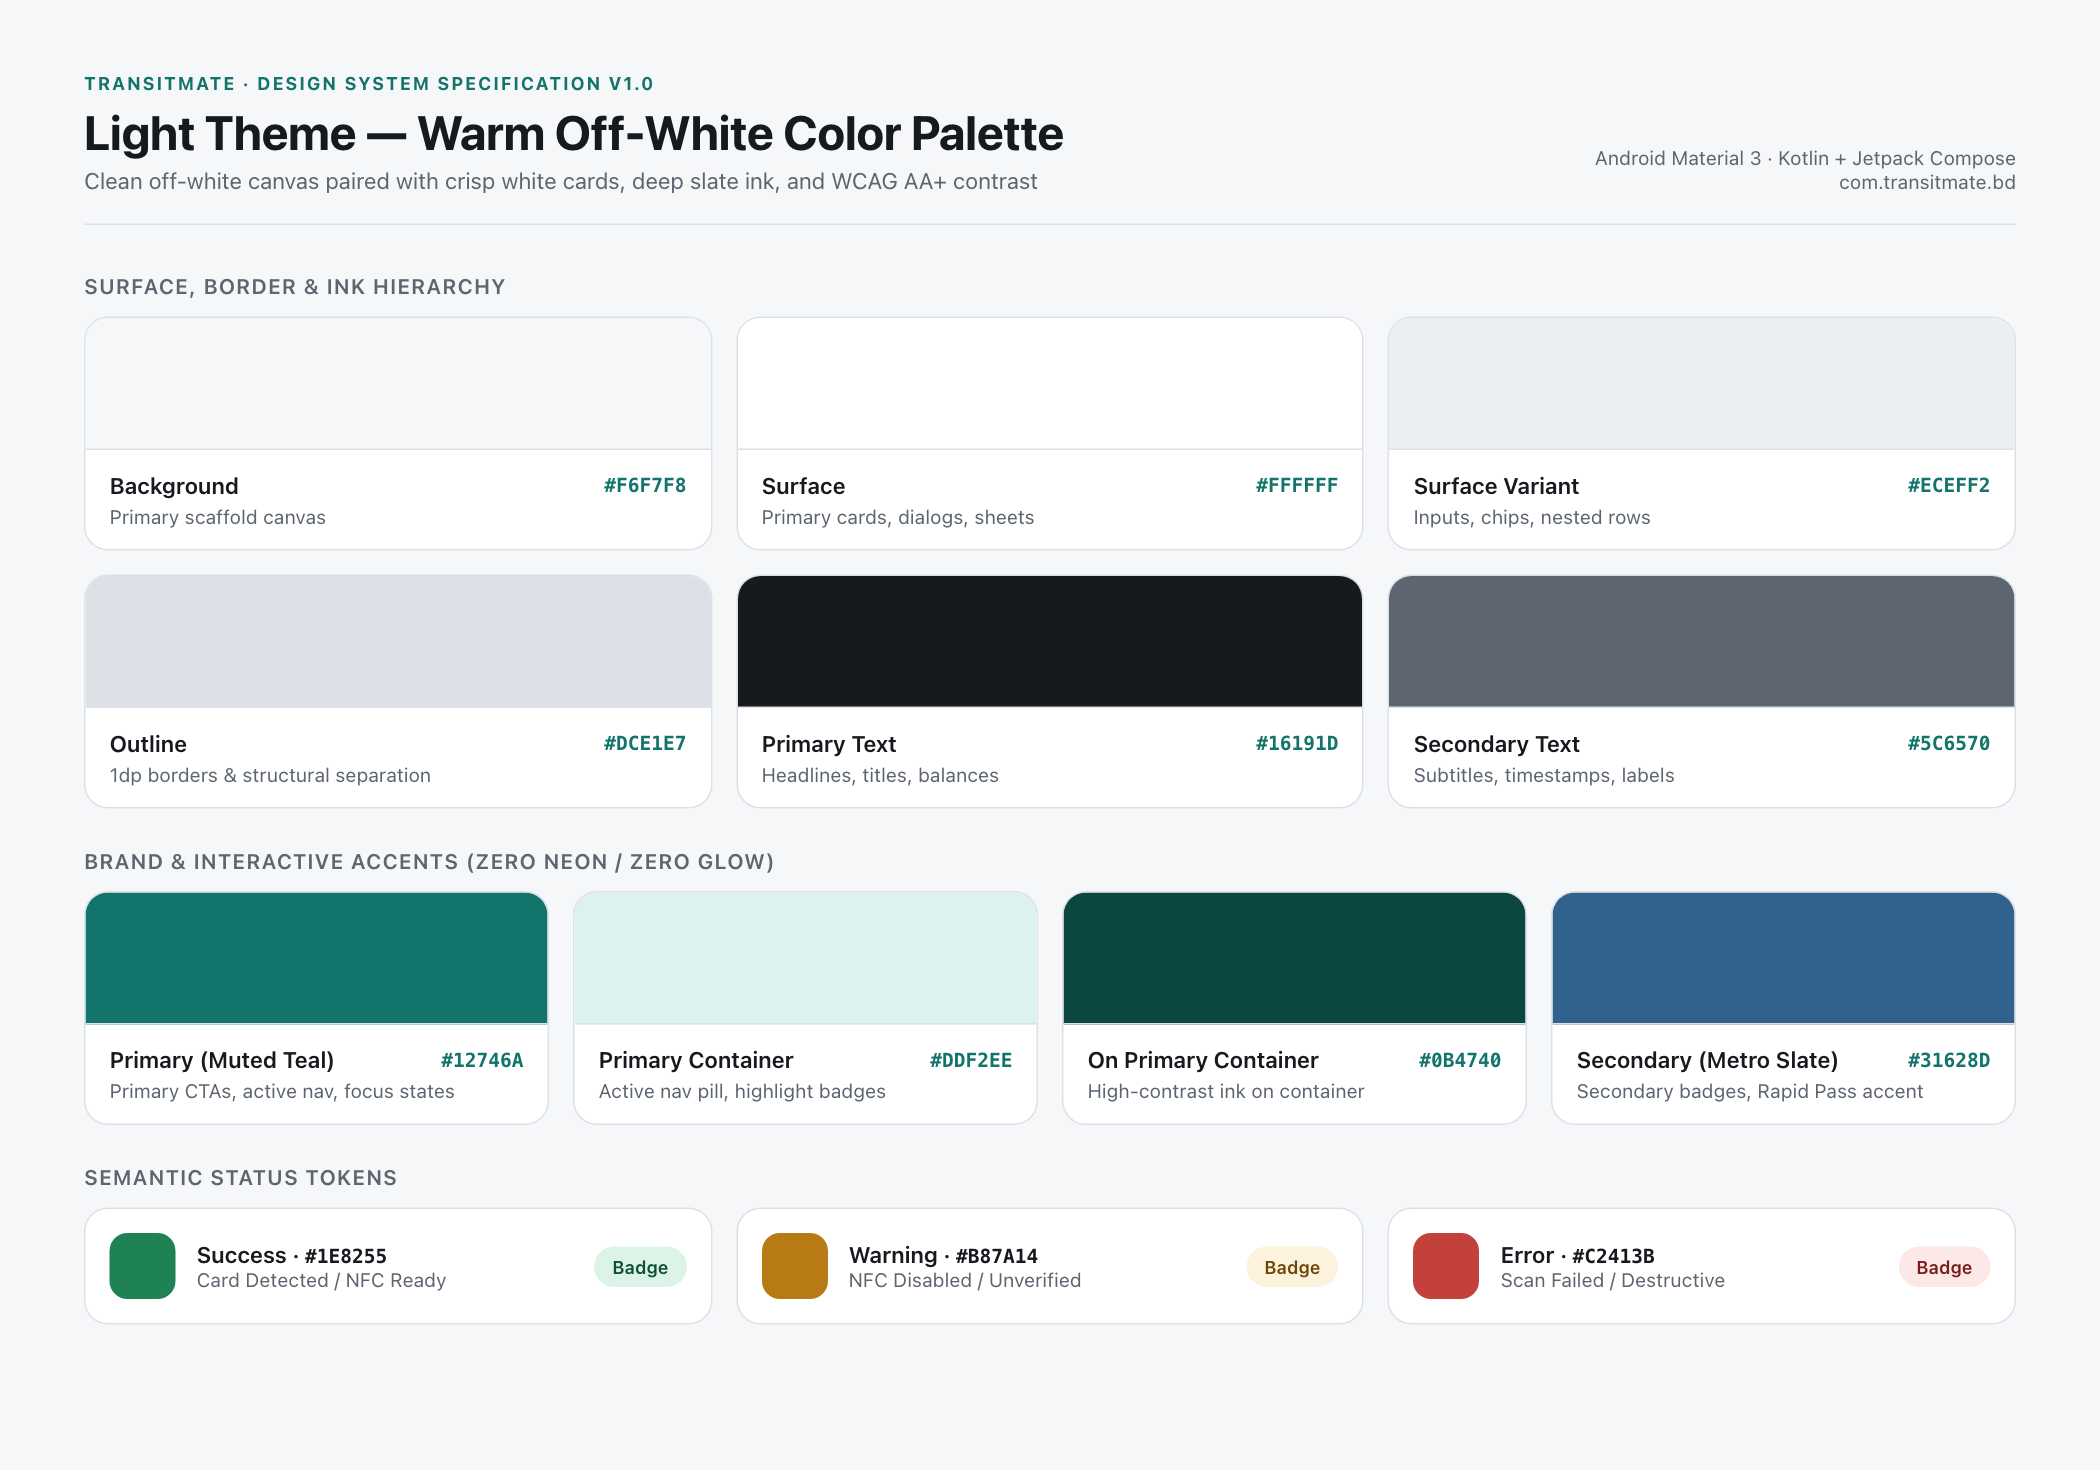 TRANSITMATE · DESIGN SYSTEM SPECIFICATION V1.0
Light Theme — Warm Off-White Color Palette
Clean off-white canvas paired with crisp white cards, deep slate ink, and WCAG AA+ contrast
Android Material 3 · Kotlin + Jetpack Compose
com.transitmate.bd
SURFACE, BORDER & INK HIERARCHY
Background #F6F7F8
Primary scaffold canvas
Surface #FFFFFF
Primary cards, dialogs, sheets
Surface Variant #ECEFF2
Inputs, chips, nested rows
Outline #DCE1E7
1dp borders & structural separation
Primary Text #16191D
Headlines, titles, balances
Secondary Text #5C6570
Subtitles, timestamps, labels
BRAND & INTERACTIVE ACCENTS (ZERO NEON / ZERO GLOW)
Primary (Muted Teal) #12746A
Primary CTAs, active nav, focus states
Primary Container #DDF2EE
Active nav pill, highlight badges
On Primary Container #0B4740
High-contrast ink on container
Secondary (Metro Slate) #31628D
Secondary badges, Rapid Pass accent
SEMANTIC STATUS TOKENS
Success · #1E8255
Card Detected / NFC Ready
Badge
Warning · #B87A14
NFC Disabled / Unverified
Badge
Error · #C2413B
Scan Failed / Destructive
Badge